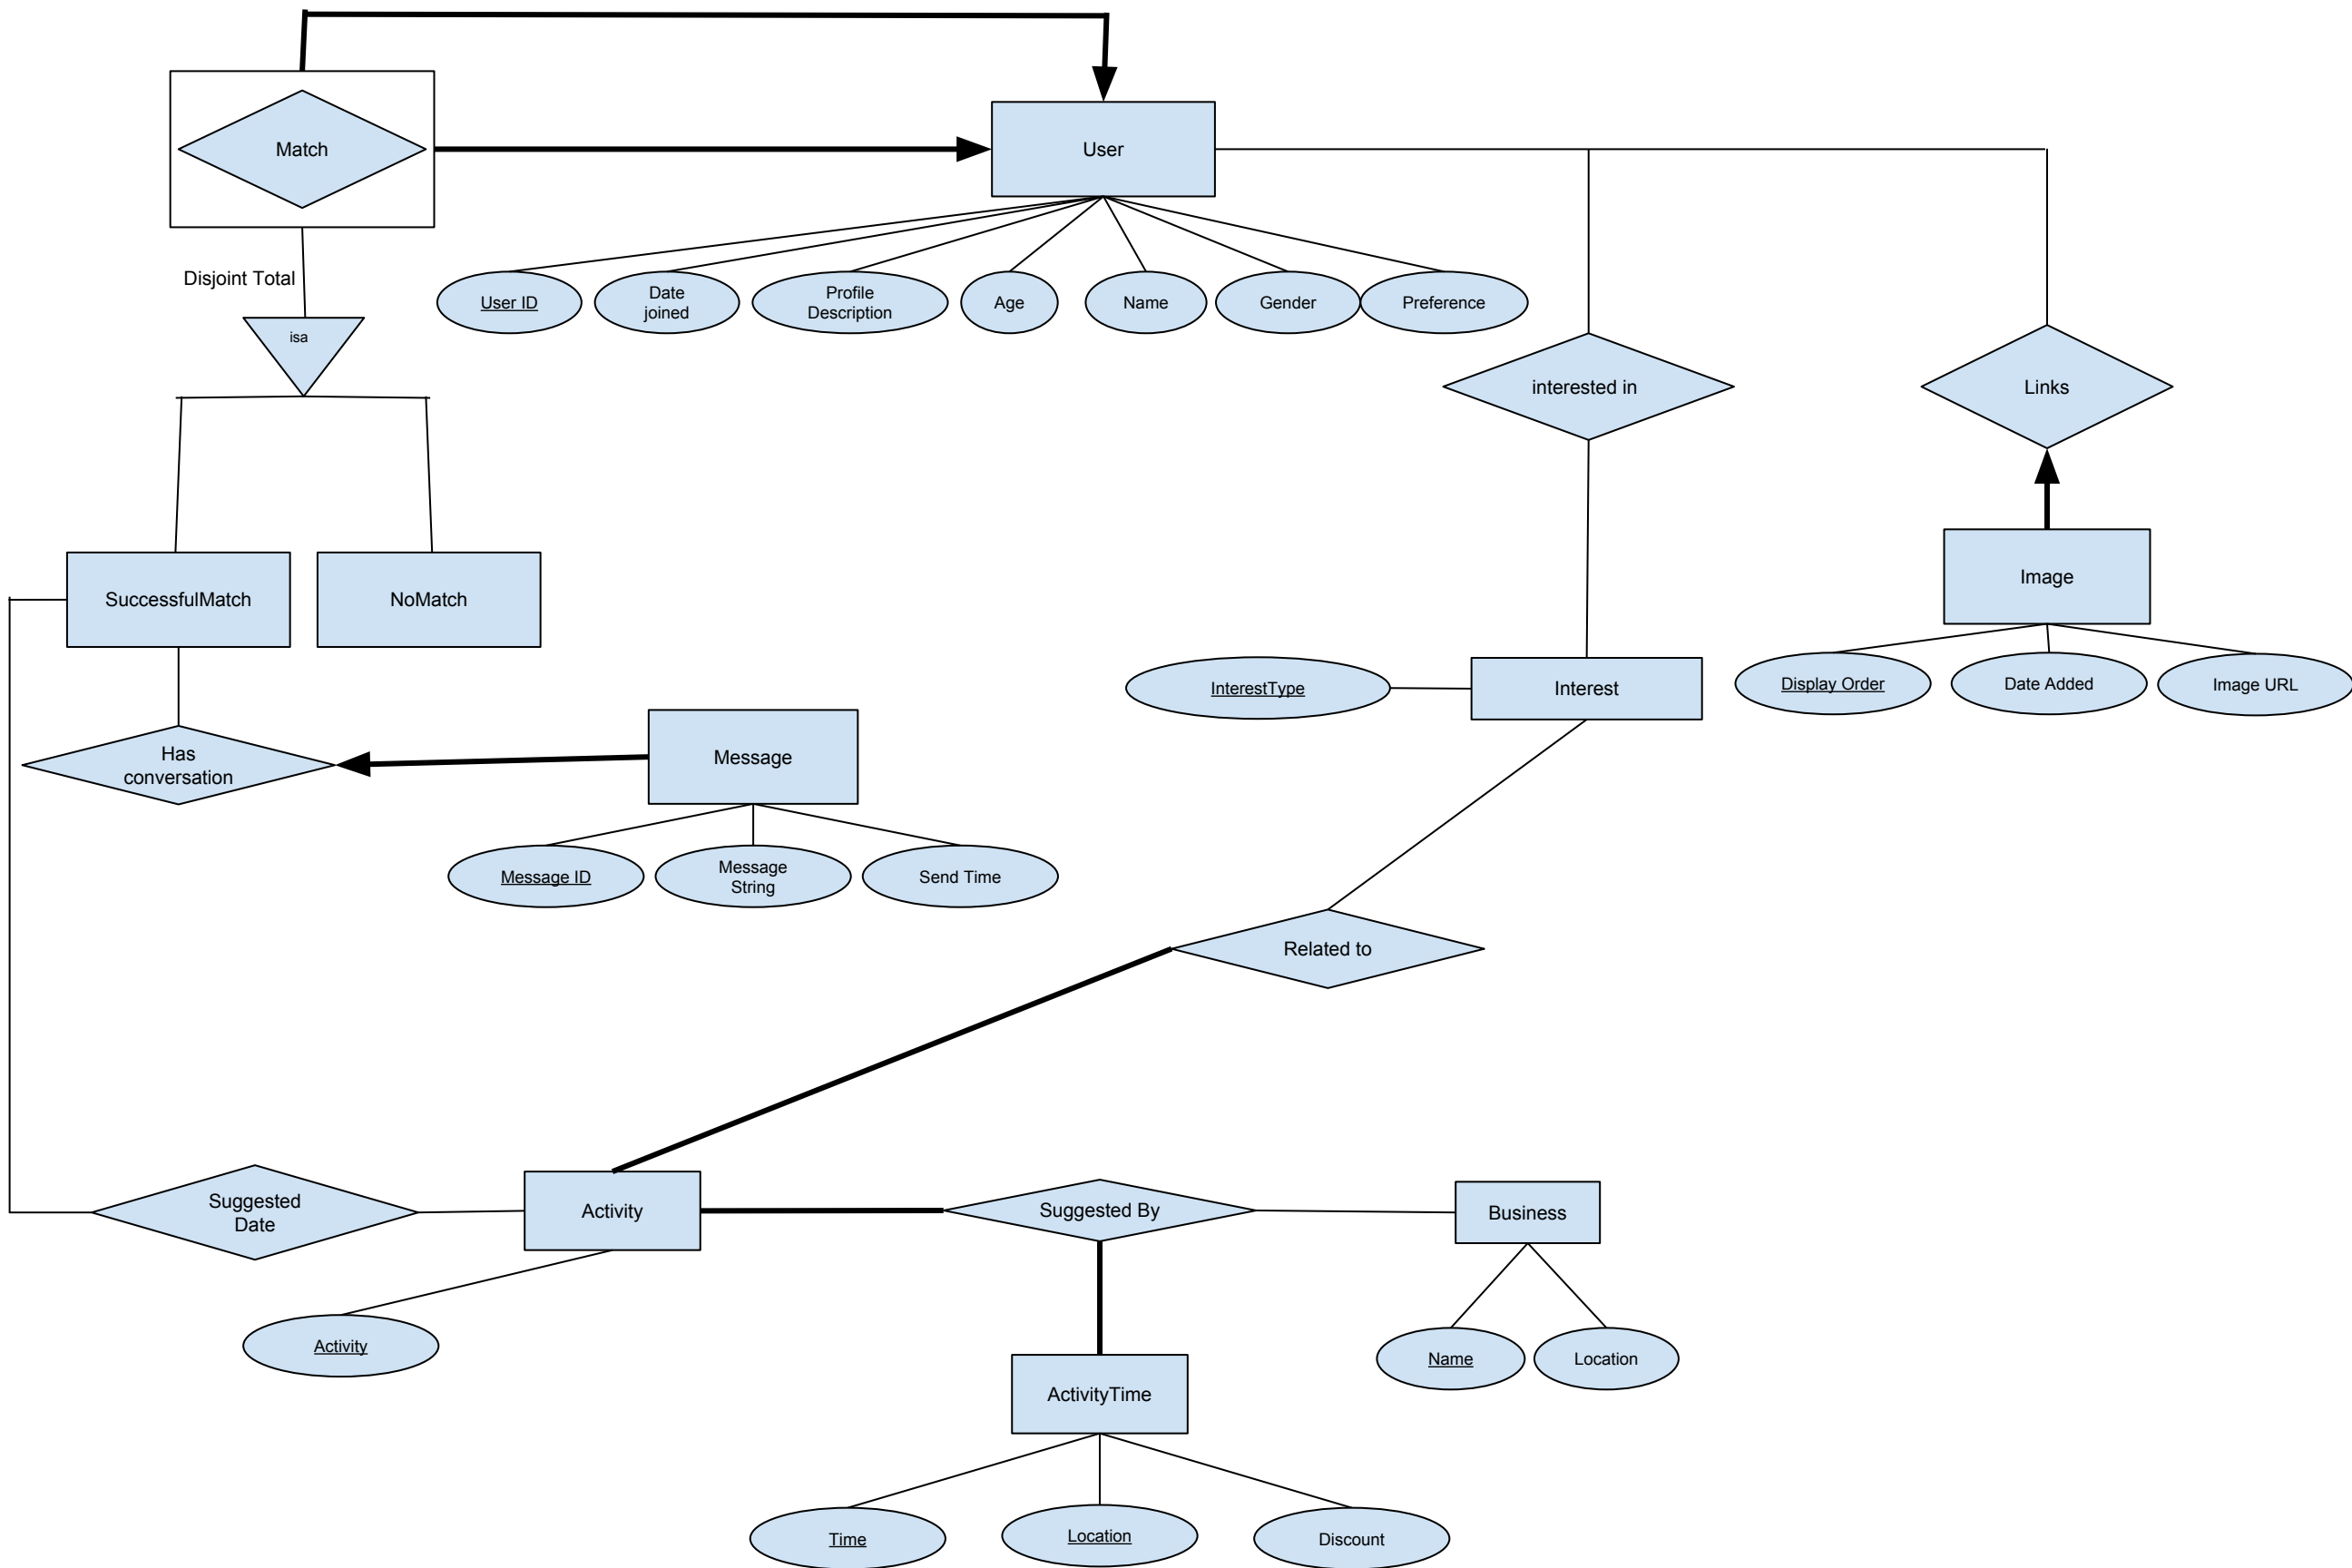 Match
User
Disjoint Total
isa
User ID
Date
joined
Profile
Description
Age
Name
Gender
Preference
interested in
Links
SuccessfulMatch
NoMatch
Image
InterestType
Interest
Display Order
Date Added
Image URL
Has
conversation
Message
Message ID
Message
String
Send Time
Related to
Suggested
Date
Activity
Suggested By
Business
Activity
Name
Location
ActivityTime
Time
Location
Discount